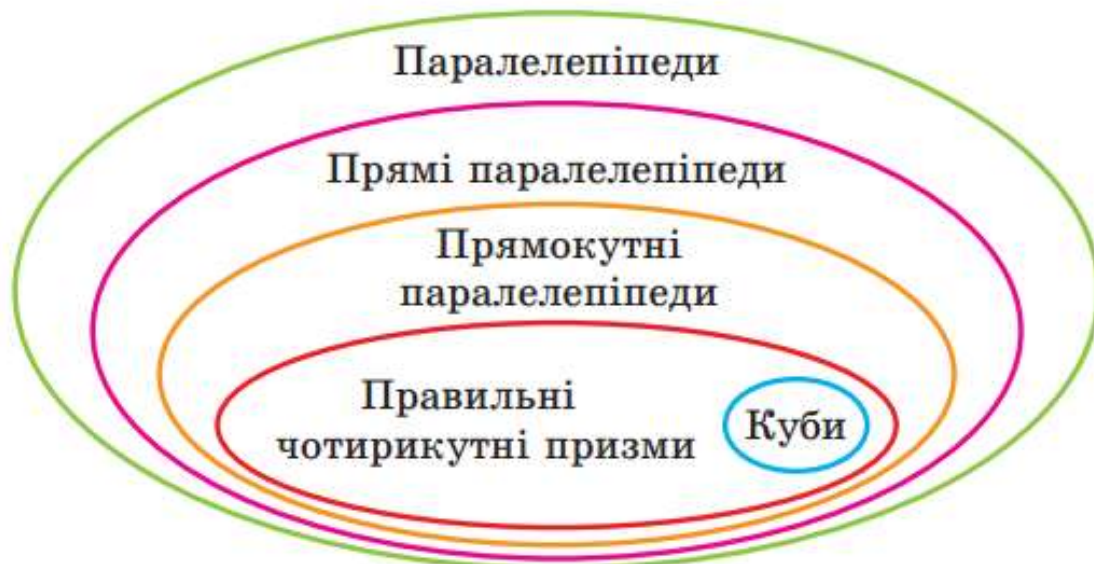 Паралелепіпеди
Прямі паралелепіпеди
Прямокутні
паралелепіпеди
Правильні
чотирикутні призми
Куби